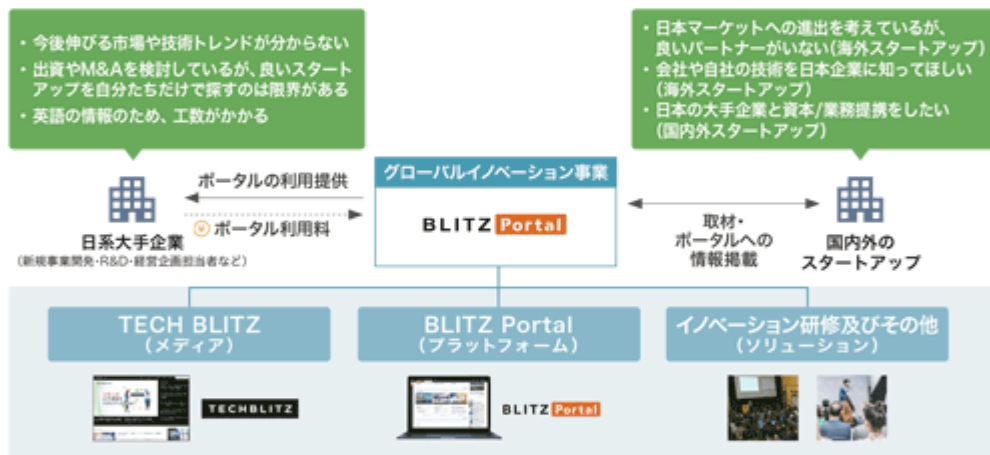 ・今後伸びる市場や技術トレンドが分からない
・出資やM&Aを検討しているが、良いスタート
アップを自分たちだけで探すのは限界がある
・英語の情報のため、工数がかかる
・日本マーケットへの進出を考えているが、
良いパートナーがいない(海外スタートアップ)
・会社や自社の技術を日本企業に知ってほしい
(海外スタートアップ)
・日本の大手企業と資本/業務提携をしたい
(国内外スタートアップ)
日系大手企業
(新規事業開発・R&D・経営企画担当者など)
ポータルの利用提供
ポータル利用料
グローバルイノベーション事業
BLITZ Portal
取材・
ポータルへの
情報掲載
国内外の
スタートアップ
TECH BLITZ
(メディア)
TECHBLITZ
BLITZ Portal
(プラットフォーム)
BLITZ Portal
イノベーション研修及びその他
(ソリューション)